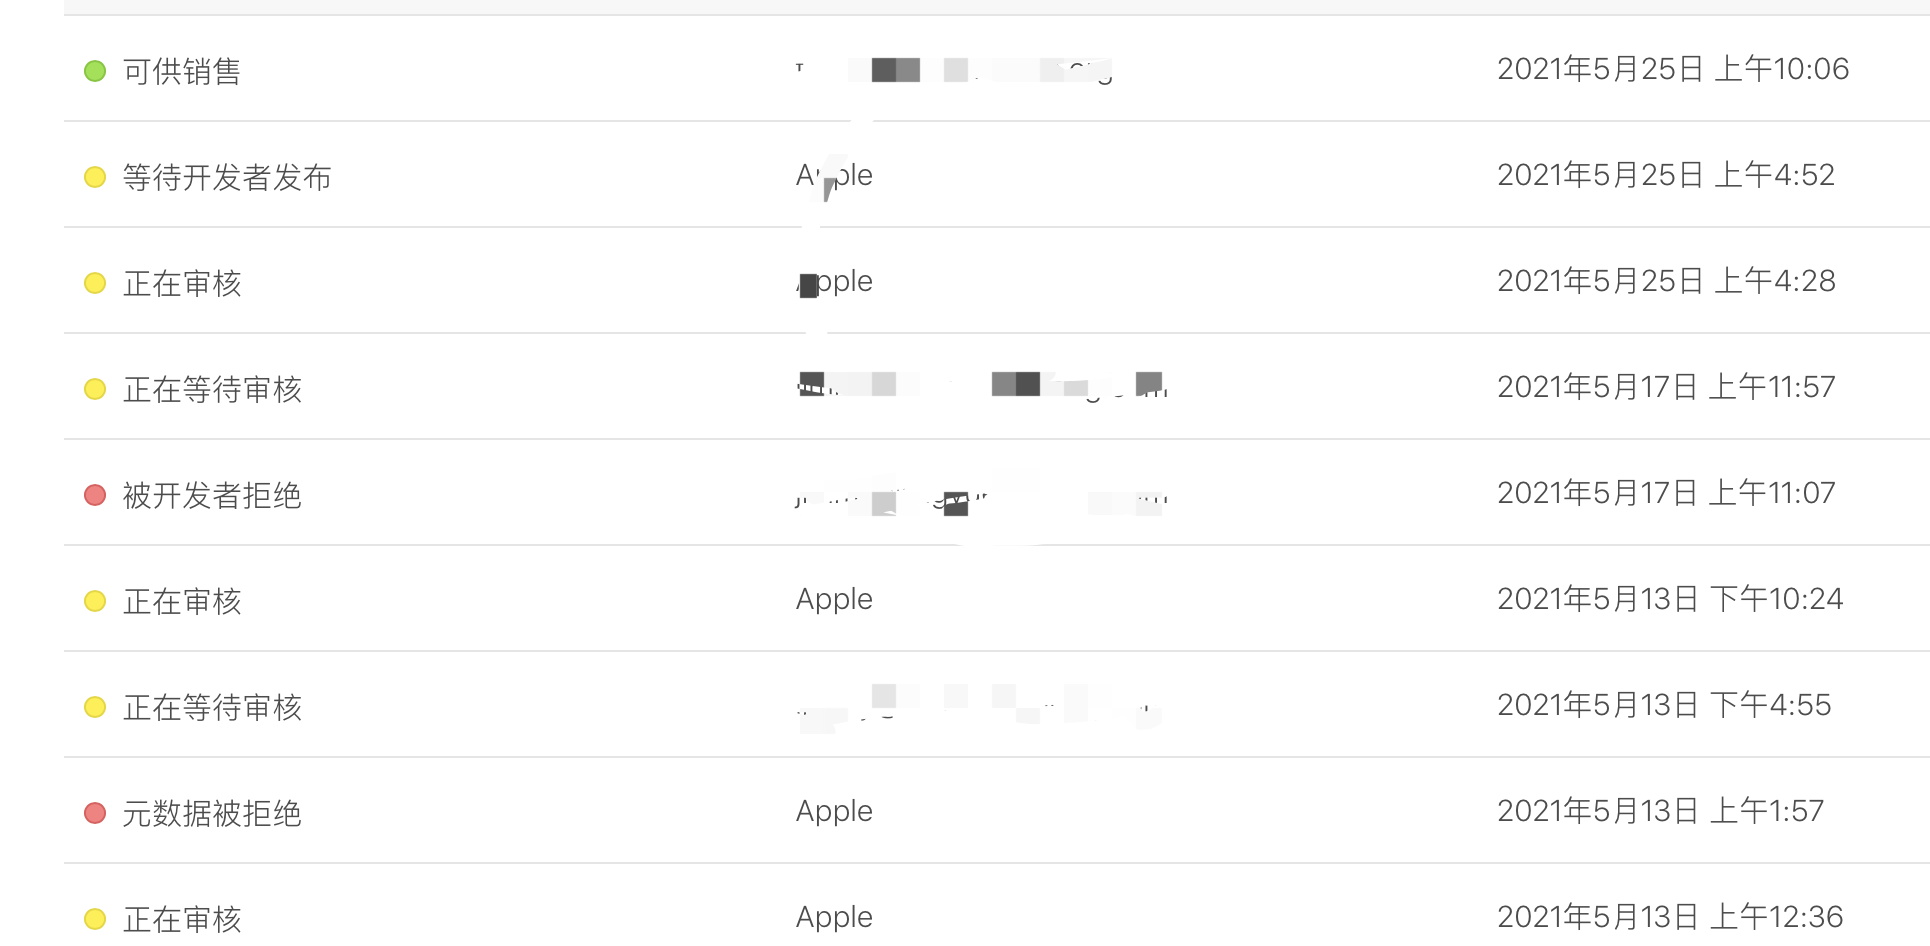 可供销售 2021年5月25日 上午10:06
等待开发者发布 Apple 2021年5月25日 上午4:52
正在审核 Apple 2021年5月25日 上午4:28
正在等待审核 2021年5月17日 上午11:57
被开发者拒绝 2021年5月17日 上午11:07
正在审核 Apple 2021年5月13日 下午10:24
正在等待审核 2021年5月13日 下午4:55
元数据被拒绝 Apple 2021年5月13日 上午1:57
正在审核 Apple 2021年5月13日 上午12:36